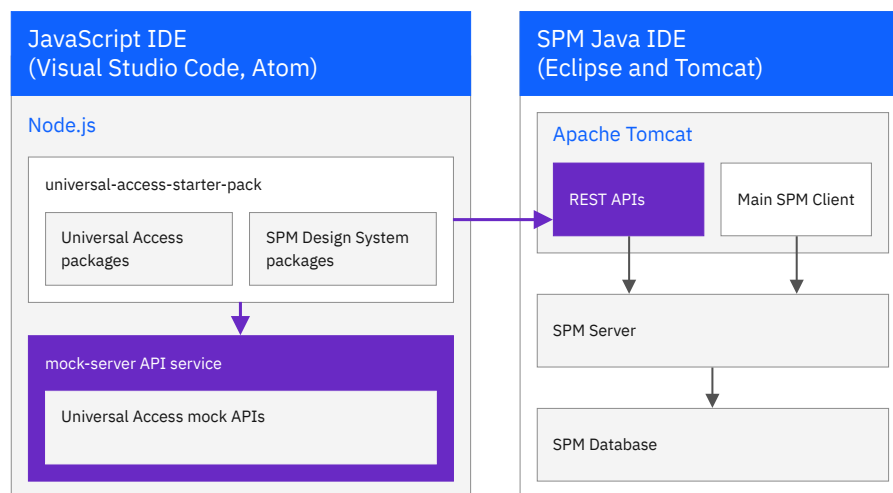 JavaScript IDE
(Visual Studio Code, Atom)
Node.js
universal-access-starter-pack
Universal Access
packages
SPM Design System
packages
mock-server API service
Universal Access mock APIs
SPM Java IDE
(Eclipse and Tomcat)
Apache Tomcat
REST APIs
Main SPM Client
SPM Server
SPM Database